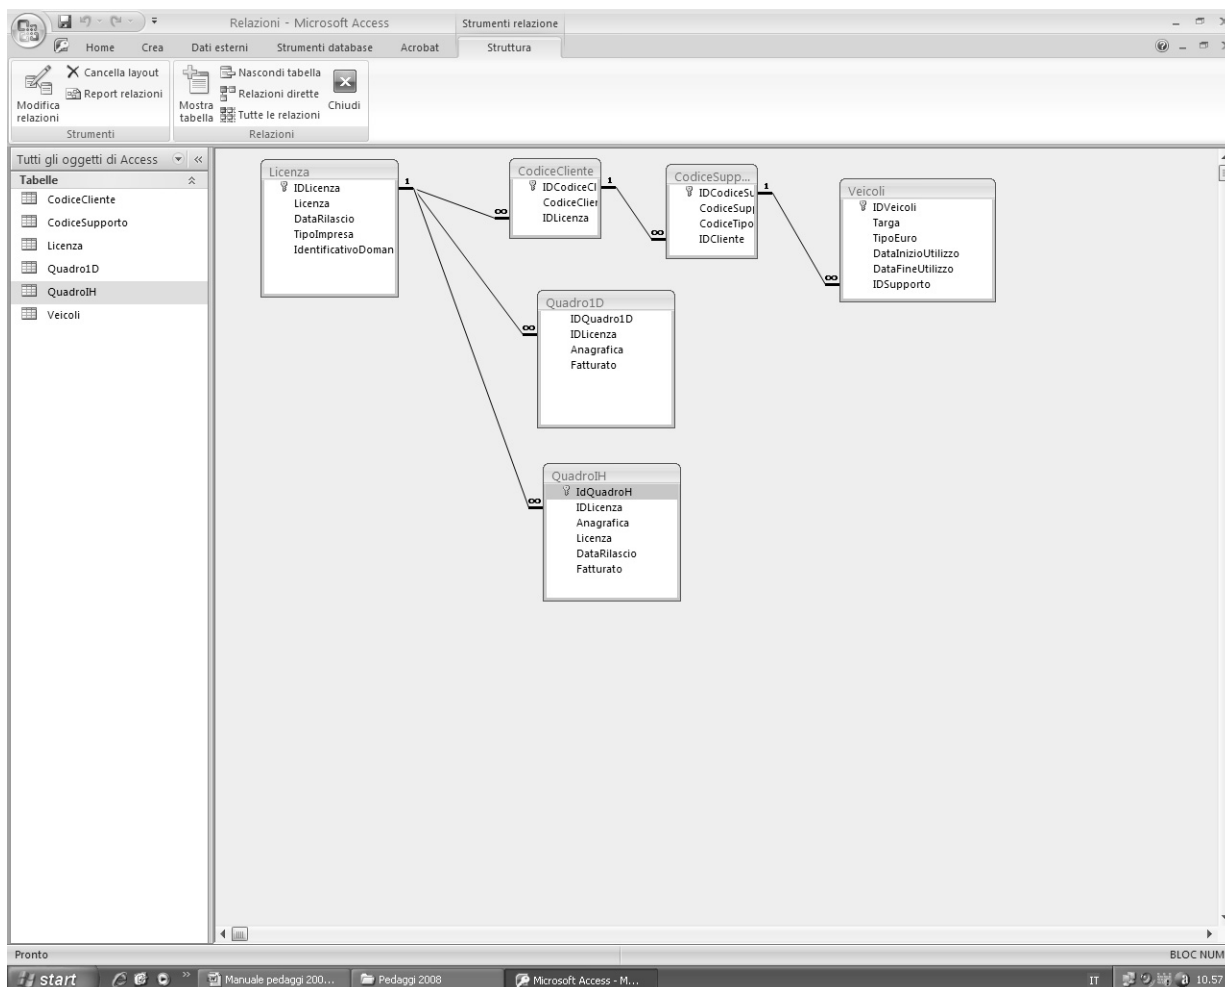 Relazioni - Microsoft Access
Strumenti relazione
Home Crea Dati esterni Strumenti database Acrobat Struttura
Modifica relazioni
Cancella layout
Report relazioni
Strumenti
Mostra tabella
Nascondi tabella
Relazioni dirette
Tutte le relazioni
Chiudi
Relazioni
Tutti gli oggetti di Access
Tabelle
CodiceCliente
CodiceSupporto
Licenza
Quadro1D
QuadroIH
Veicoli
Licenza
IDLicenza
Licenza
DataRilascio
TipoImpresa
IdentificativoDoman
1
∞
∞
∞
CodiceCliente
IDCodiceCl
CodiceClier
IDLicenza
1
∞
CodiceSupp...
IDCodiceSu
CodiceSupp
CodiceTipo
IDCliente
1
∞
Veicoli
IDVeicoli
Targa
TipoEuro
DataInizioUtilizzo
DataFineUtilizzo
IDSupporto
Quadro1D
IDQuadro1D
IDLicenza
Anagrafica
Fatturato
QuadroIH
IdQuadroH
IDLicenza
Anagrafica
Licenza
DataRilascio
Fatturato
Pronto
BLOC NUM
start
Manuale pedaggi 200...
Pedaggi 2008
Microsoft Access - M...
IT
10.57